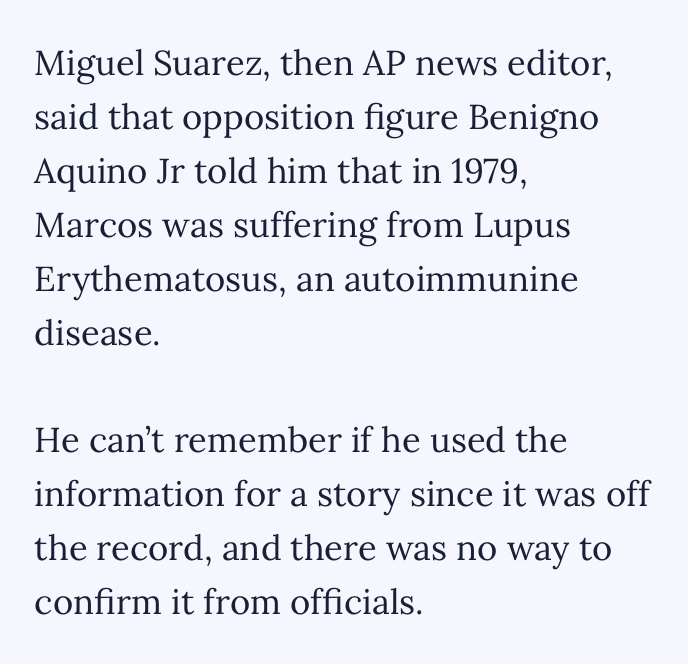 Miguel Suarez, then AP news editor,
said that opposition figure Benigno
Aquino Jr told him that in 1979,
Marcos was suffering from Lupus
Erythematosus, an autoimmunine
disease.
He can’t remember if he used the
information for a story since it was off
the record, and there was no way to
confirm it from officials.